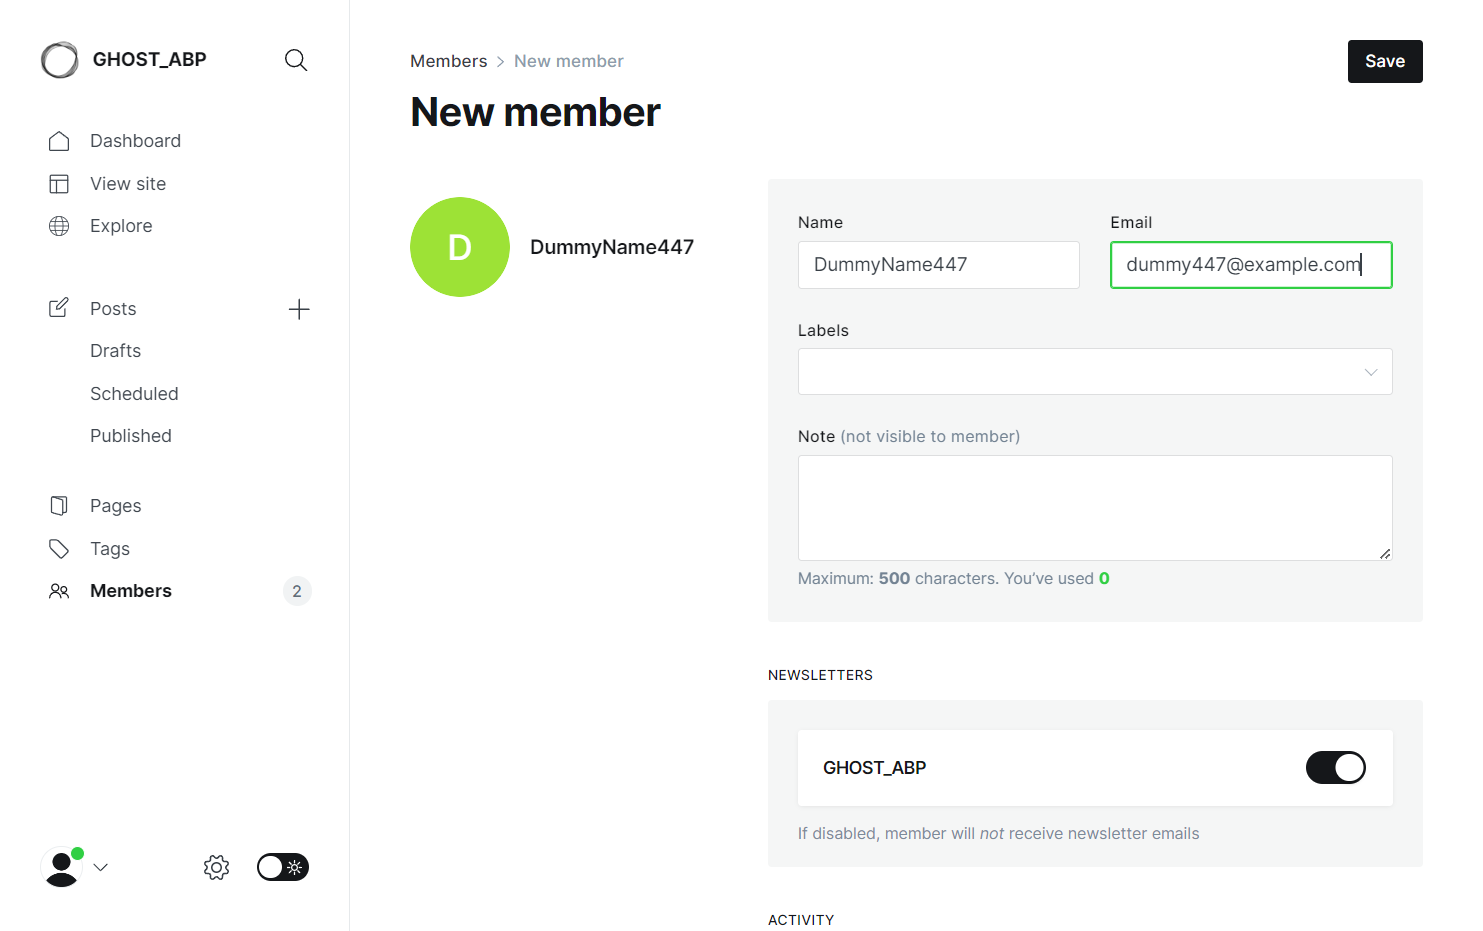 GHOST_ABP
Dashboard
View site
Explore
Posts
Drafts
Scheduled
Published
Pages
Tags
Members
2
Members > New member
Save
New member
D
DummyName447
Name
Email
DummyName447
dummy447@example.com
Labels
Note (not visible to member)
Maximum: 500 characters. You've used 0
NEWSLETTERS
GHOST_ABP
If disabled, member will not receive newsletter emails
ACTIVITY